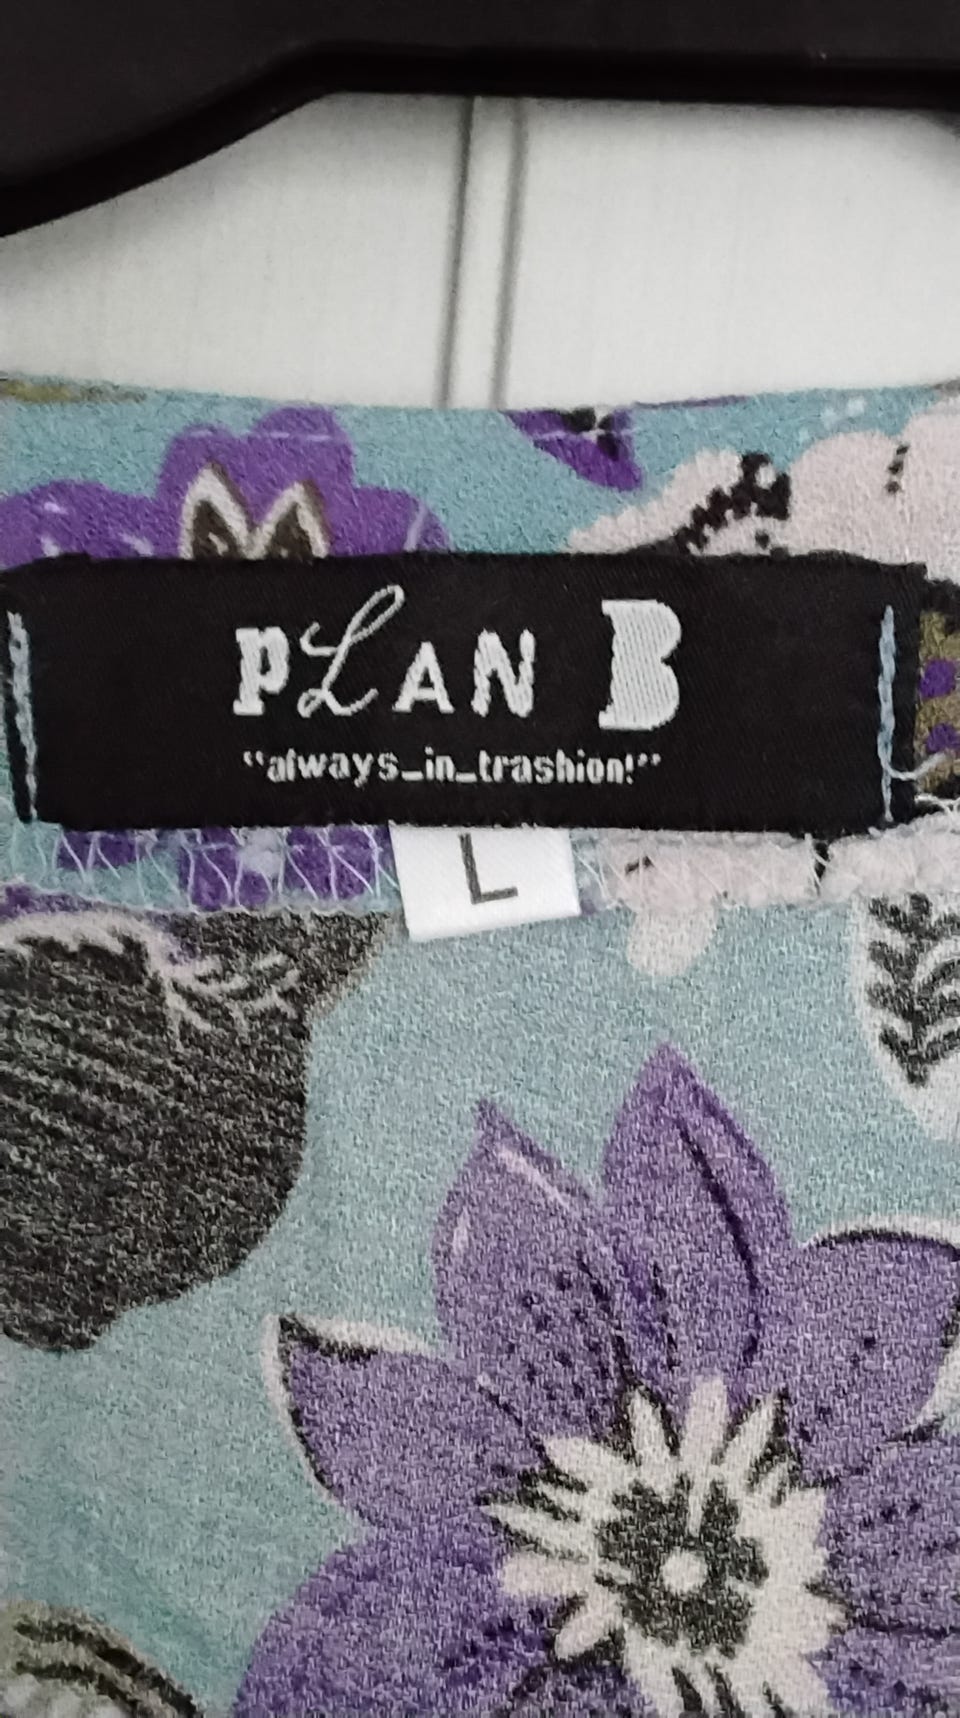 PLAN B
"always_in_trashion!"
L